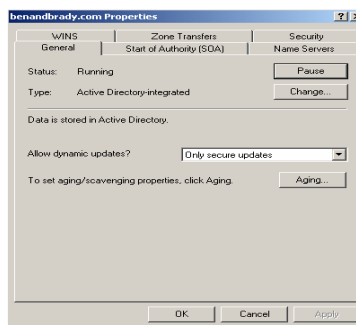 benandbrady.com Properties ? x
WINS Zone Transfers Security
General Start of Authority (SOA) Name Servers
Status: Running Pause
Type: Active Directory-integrated Change...
Data is stored in Active Directory.
Allow dynamic updates? Only secure updates
To set aging/scavenging properties, click Aging. Aging...
OK Cancel Apply